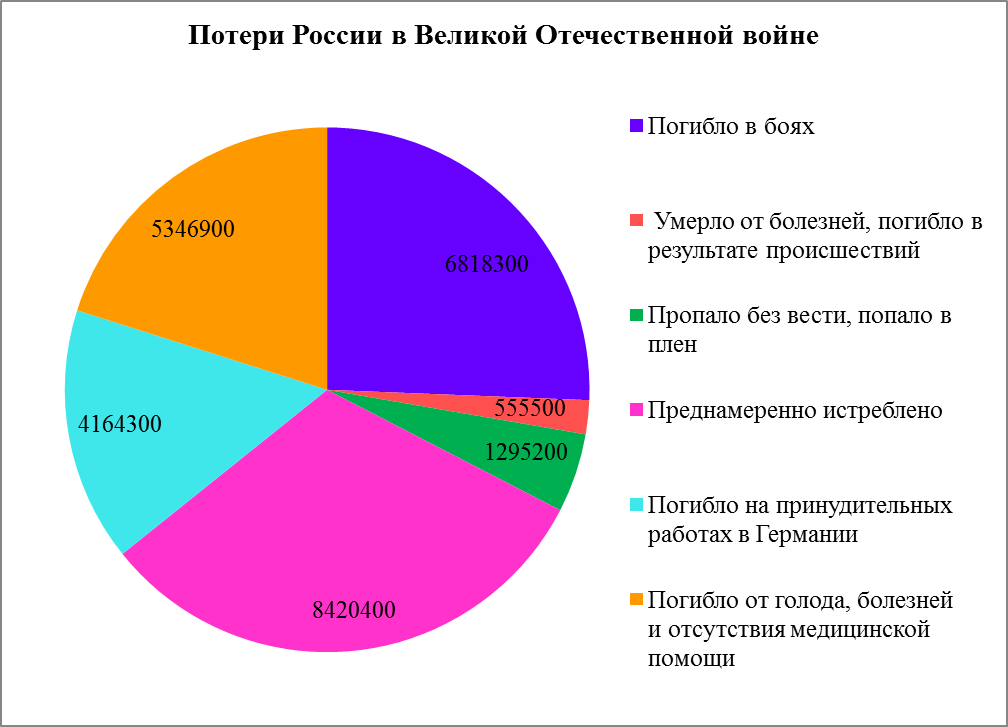 Потери России в Великой Отечественной войне
Погибло в боях
Умерло от болезней, погибло в
результате происшествий
Пропало без вести, попало в
плен
Преднамеренно истреблено
Погибло на принудительных
работах в Германии
Погибло от голода, болезней
и отсутствия медицинской
помощи
5346900
6818300
555500
4164300
1295200
8420400